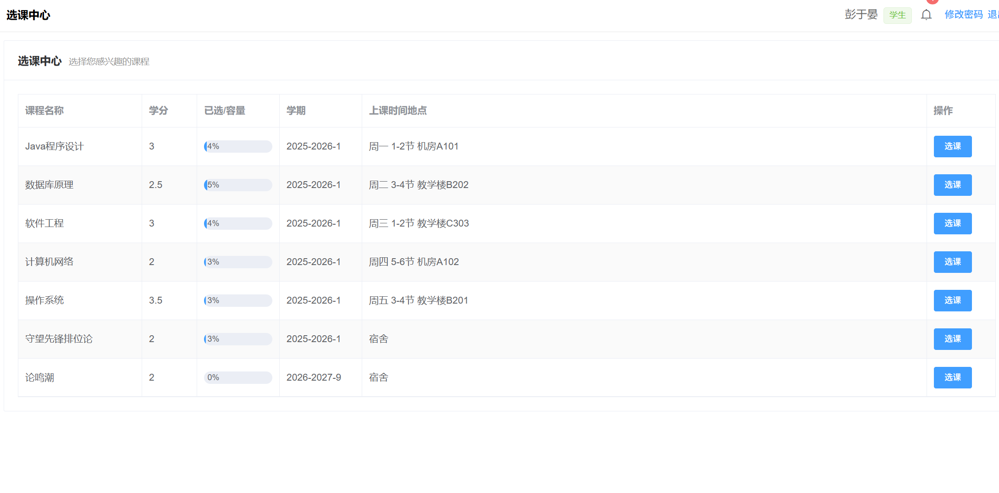 选课中心
彭于晏 学生 修改密码
选课中心 选择您感兴趣的课程
课程名称 学分 已选/容量 学期 上课时间地点 操作
Java程序设计 3 4% 2025-2026-1 周一 1-2节 机房A101 选课
数据库原理 2.5 5% 2025-2026-1 周二 3-4节 教学楼B202 选课
软件工程 3 4% 2025-2026-1 周三 1-2节 教学楼C303 选课
计算机网络 2 3% 2025-2026-1 周四 5-6节 机房A102 选课
操作系统 3.5 3% 2025-2026-1 周五 3-4节 教学楼B201 选课
守望先锋排位论 2 3% 2025-2026-1 宿舍 选课
论鸣潮 2 0% 2026-2027-9 宿舍 选课